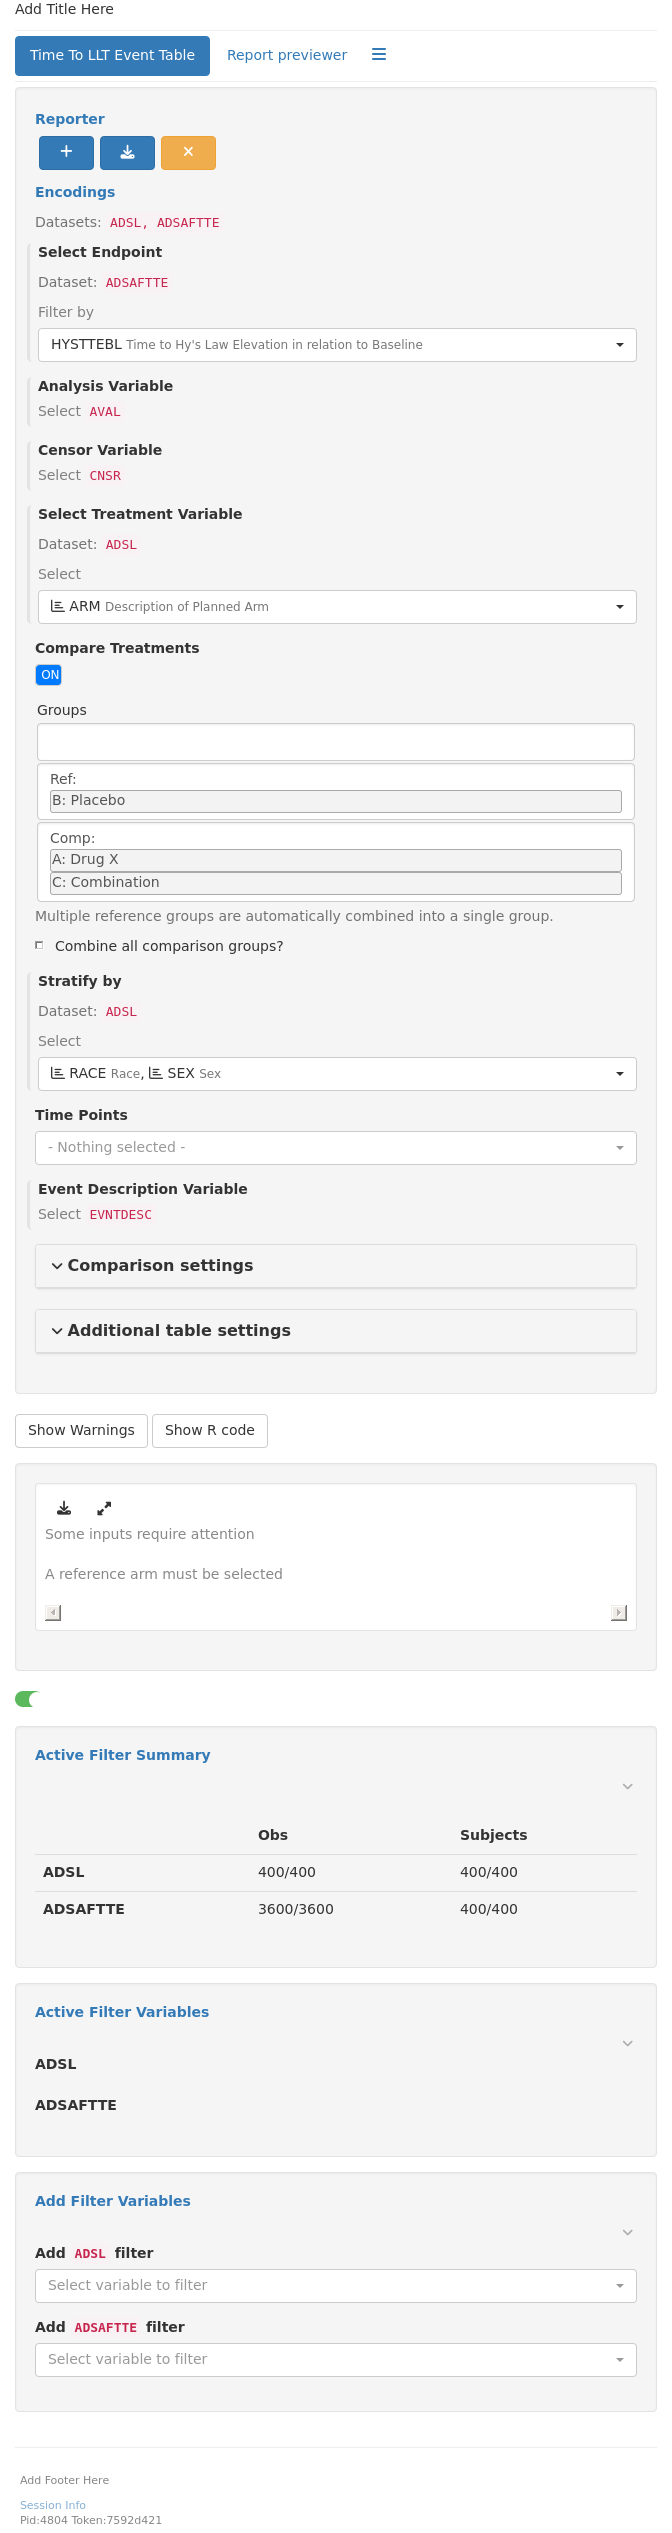 Add Title Here
Time To LLT Event Table Report previewer
Reporter
Encodings
Datasets: ADSL, ADSAFTTE
Select Endpoint
Dataset: ADSAFTTE
Filter by
HYSTTEBL Time to Hy's Law Elevation in relation to Baseline
Analysis Variable
Select AVAL
Censor Variable
Select CNSR
Select Treatment Variable
Dataset: ADSL
Select
ARM Description of Planned Arm
Compare Treatments
ON
Groups
Ref:
B: Placebo
Comp:
A: Drug X
C: Combination
Multiple reference groups are automatically combined into a single group.
Combine all comparison groups?
Stratify by
Dataset: ADSL
Select
RACE Race, SEX Sex
Time Points
- Nothing selected -
Event Description Variable
Select EVNTDESC
Comparison settings
Additional table settings
Show Warnings Show R code
Some inputs require attention
A reference arm must be selected
Active Filter Summary
Obs Subjects
ADSL 400/400 400/400
ADSAFTTE 3600/3600 400/400
Active Filter Variables
ADSL
ADSAFTTE
Add Filter Variables
Add ADSL filter
Select variable to filter
Add ADSAFTTE filter
Select variable to filter
Add Footer Here
Session Info
Pid:4804 Token:7592d421